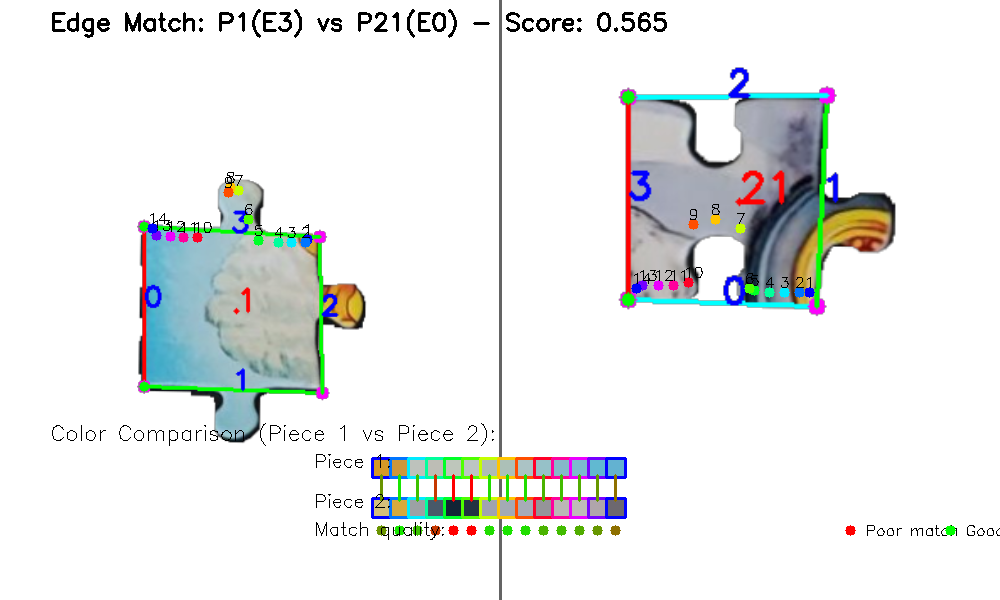 Edge Match: P1(E3) vs P21(E0) - Score: 0.565
2
3
.21
1
9
8
7
14 13 12 11 10
0
5 4 3 2 1
8
9 7
6
3
14 13 12 11 10
5 4 3 2 1
0
.1
2
1
Color Comparison (Piece 1 vs Piece 2):
Piece 1:
Piece 2:
Match quality:
Poor match
Good